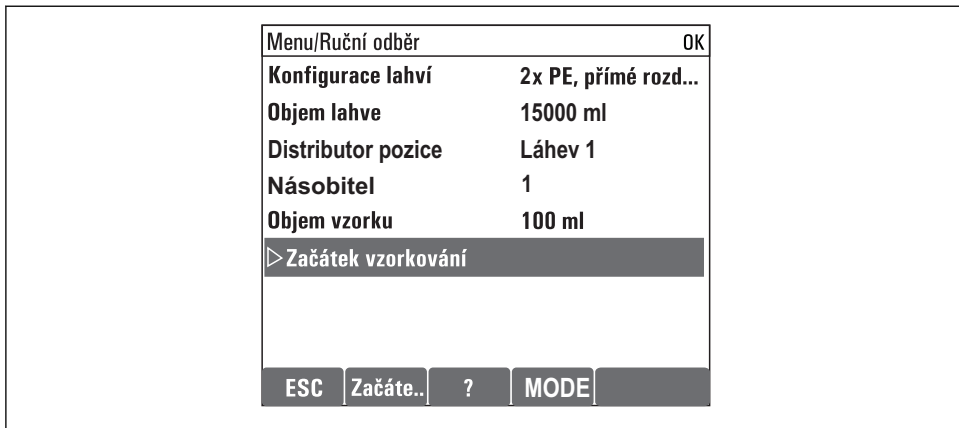 Menu/Ruční odběr OK
Konfigurace lahví 2x PE, přímé rozd...
Objem lahve 15000 ml
Distributor pozice Láhev 1
Násobitel 1
Objem vzorku 100 ml
▷Začátek vzorkování
ESC Začáte.. ? MODE